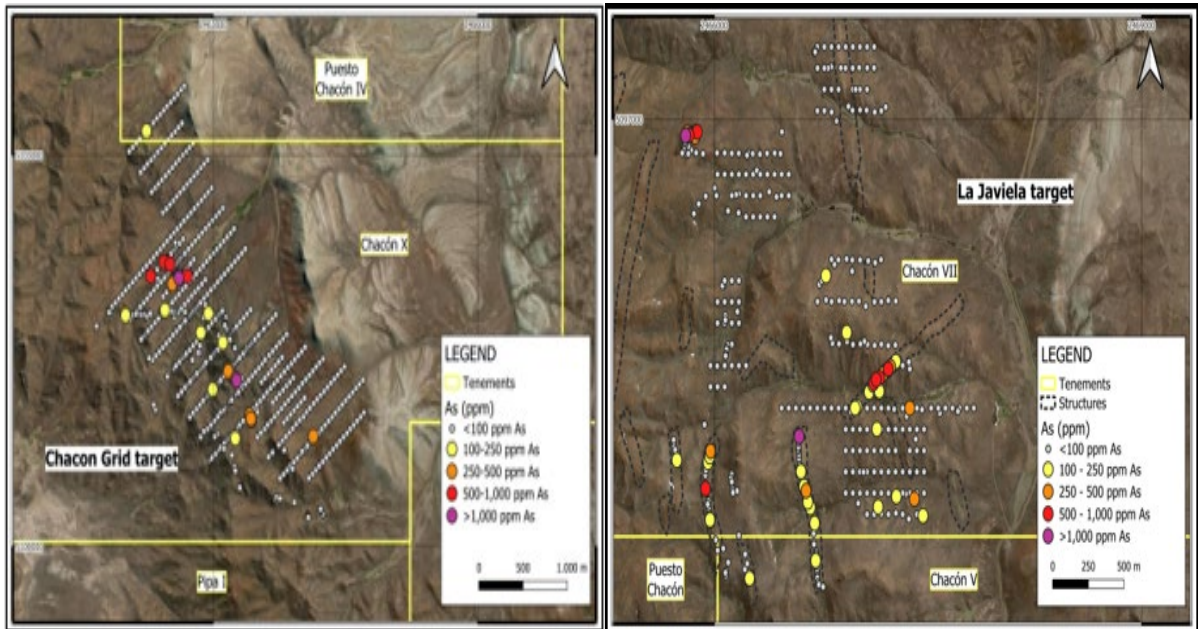 Puesto
Chacón IV
Chacón X
Chacon Grid target
Pipa I
LEGEND
Tenements
As (ppm)
<100 ppm As
100-250 ppm As
250-500 ppm As
500-1,000 ppm As
>1,000 ppm As
0 500 1.000 m
2466000
2469000
La Javiela target
Chacón VII
Puesto
Chacón
Chacón V
LEGEND
Tenements
Structures
As (ppm)
<100 ppm As
100 - 250 ppm As
250 - 500 ppm As
500 - 1,000 ppm As
>1,000 ppm As
0 250 500 m